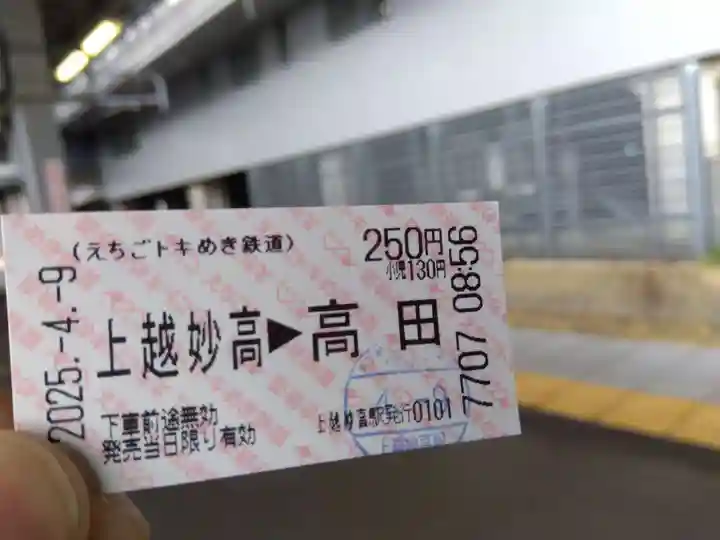 (えちごトキめき鉄道)
250円
小児130円
2025.-4.-9
上越妙高▶高田
7707 08:56
下車前途無効
発売当日限り有効
上越妙高駅発行0101